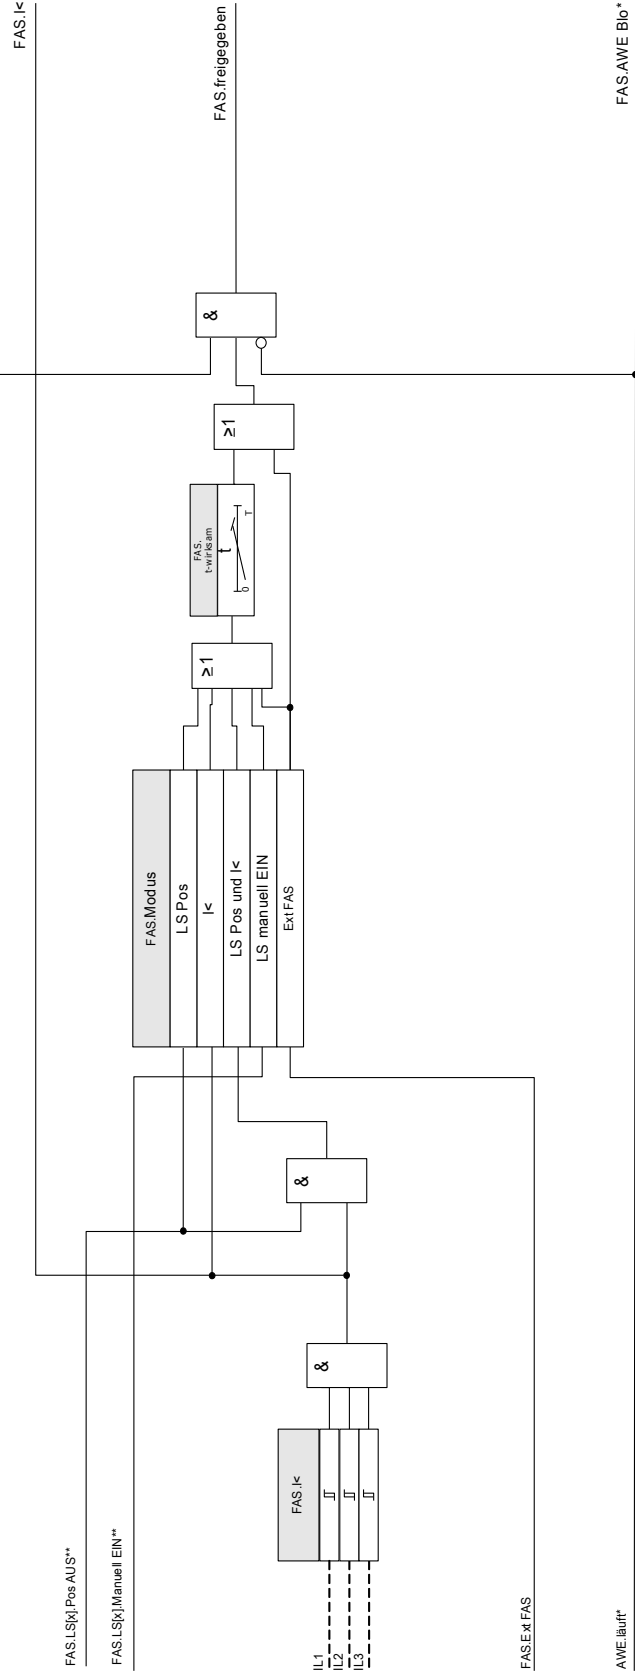 FAS.I<
FAS.freigegeben
FAS.AWE Blo*
&
≥1
FAS.
t-wirksam
t
0
T
≥1
FAS.Modus
LS Pos
I<
LS Pos und I<
LS manuell EIN
Ext FAS
&
&
FAS.I<
FAS.LS[x].Pos AUS**
FAS.LS[x].Manuell EIN**
IL1
IL2
IL3
FAS.Ext FAS
AWE.läuft*